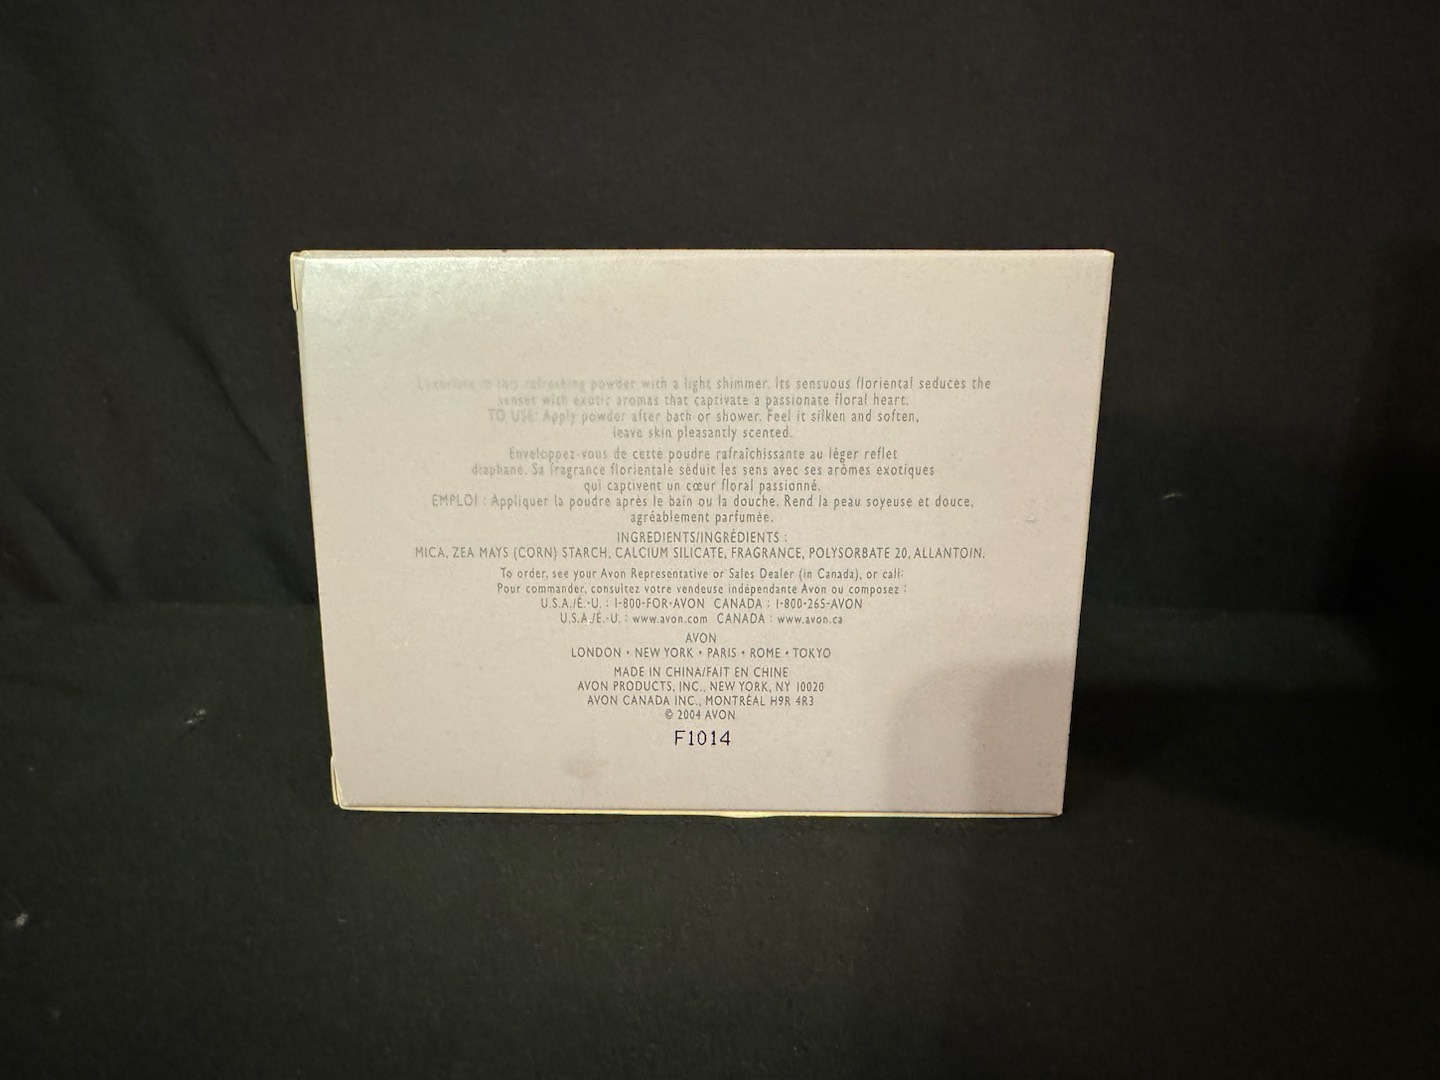 this refreshing powder with a light shimmer. Its sensuous floriental seduces the
senses with exotic aromas that captivate a passionate floral heart.
TO USE: Apply powder after bath or shower. Feel it silken and soften,
leave skin pleasantly scented.
Enveloppez-vous de cette poudre rafraîchissante au léger reflet
diaphane. Sa fragrance florientale séduit les sens avec ses arômes exotiques
qui captivent un cœur floral passionné.
EMPLOI : Appliquer la poudre après le bain ou la douche. Rend la peau soyeuse et douce,
agréablement parfumée.
INGREDIENTS/INGRÉDIENTS :
MICA, ZEA MAYS (CORN) STARCH, CALCIUM SILICATE, FRAGRANCE, POLYSORBATE 20, ALLANTOIN.
To order, see your Avon Representative or Sales Dealer (in Canada), or call:
Pour commander, consultez votre vendeuse indépendante Avon ou composez :
U.S.A./É.-U. : 1-800-FOR-AVON CANADA : 1-800-265-AVON
U.S.A./É.-U. : www.avon.com CANADA : www.avon.ca
AVON
LONDON • NEW YORK • PARIS • ROME • TOKYO
MADE IN CHINA/FAIT EN CHINE
AVON PRODUCTS, INC., NEW YORK, NY 10020
AVON CANADA INC., MONTRÉAL H9R 4R3
© 2004 AVON
F1014